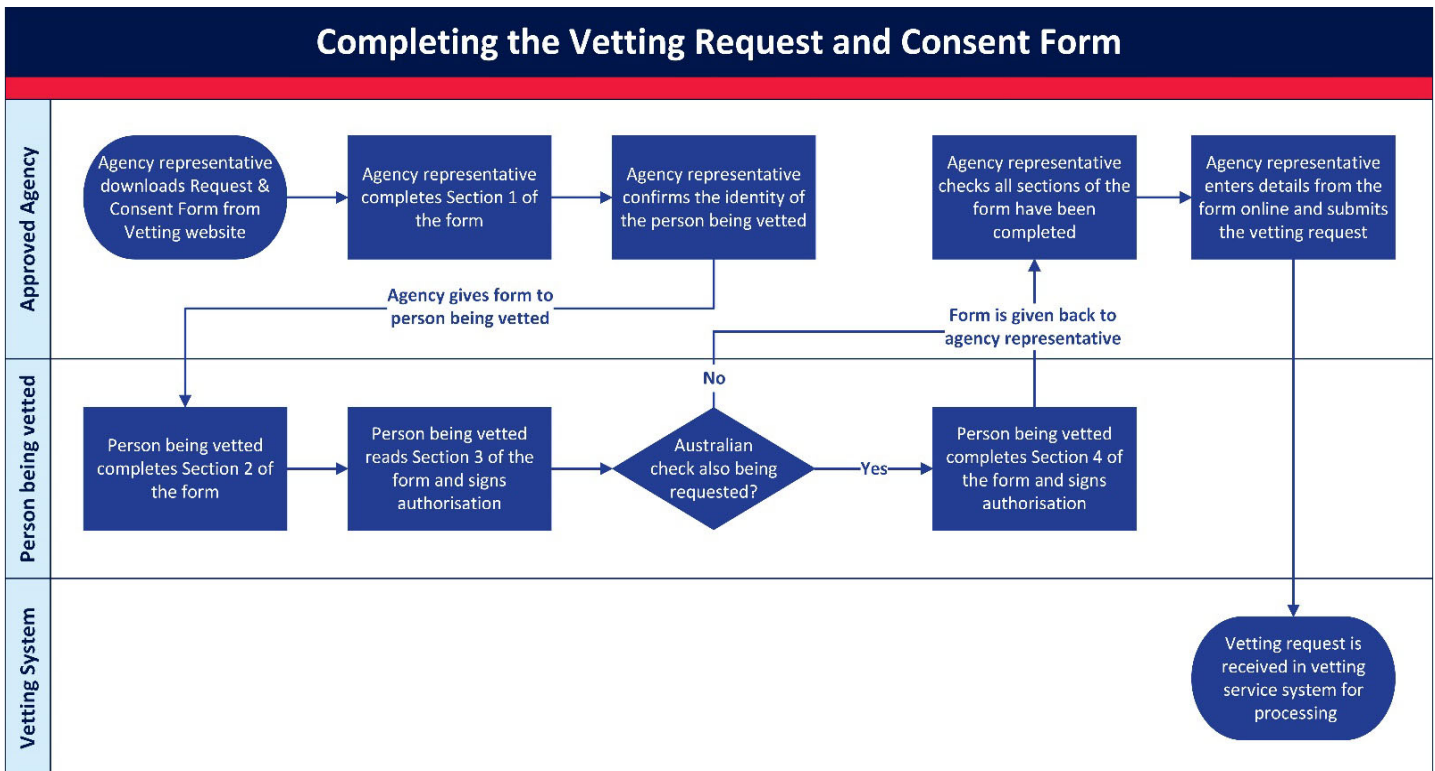 Completing the Vetting Request and Consent Form
Approved Agency
Agency representative
downloads Request &
Consent Form from
Vetting website
Agency representative
completes Section 1 of
the form
Agency representative
confirms the identity of
the person being vetted
Agency representative
checks all sections of the
form have been
completed
Agency representative
enters details from the
form online and submits
the vetting request
Agency gives form to
person being vetted
Form is given back to
agency representative
Person being vetted
No
Person being vetted
completes Section 2 of
the form
Person being vetted
reads Section 3 of the
form and signs
authorisation
Australian
check also being
requested?
Yes
Person being vetted
completes Section 4 of
the form and signs
authorisation
Vetting System
Vetting request is
received in vetting
service system for
processing